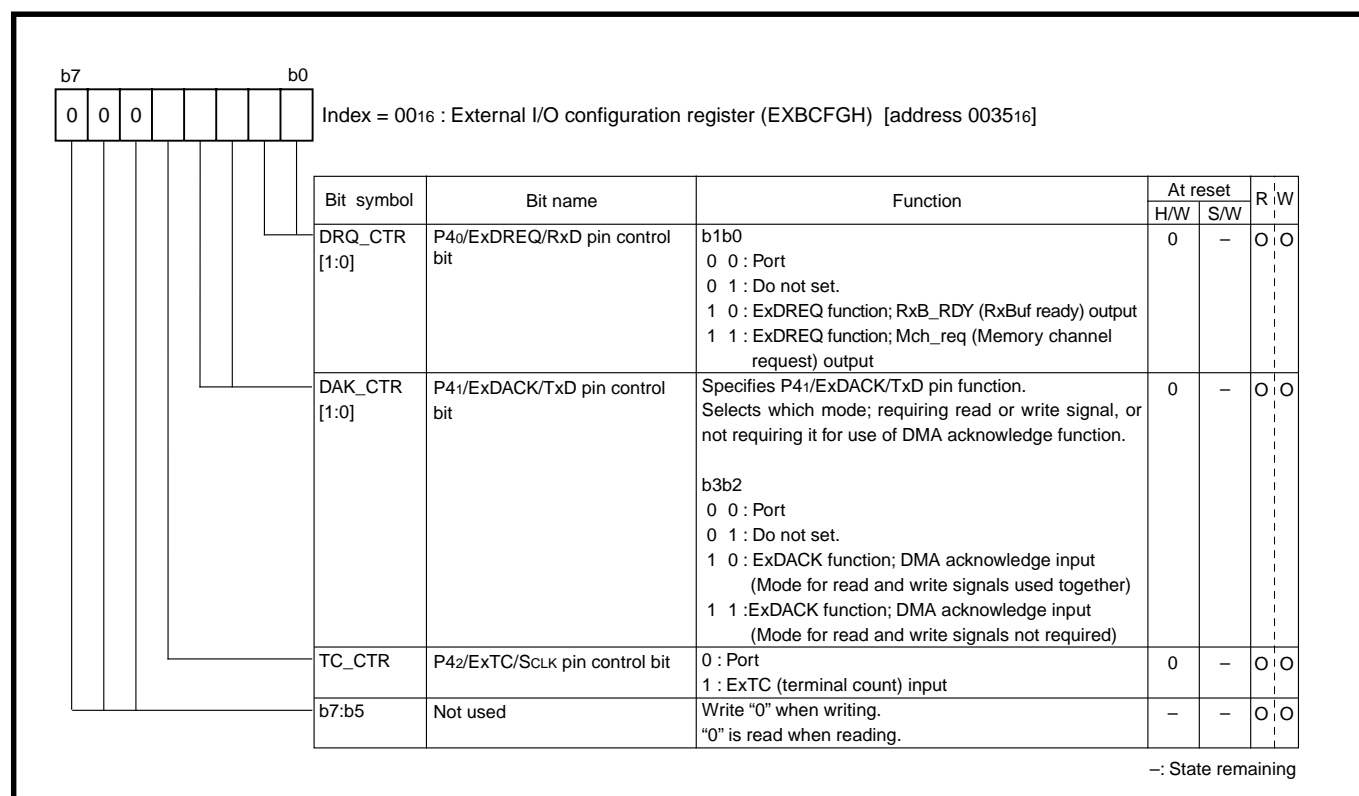 b7 b0
0 0 0 Index = 0016 : External I/O configuration register (EXBCFGH) [address 003516]
Bit symbol Bit name Function At reset R W
H/W S/W
DRQ_CTR [1:0] P40/ExDREQ/RxD pin control bit b1b0 0 – O O
0 0 : Port
0 1 : Do not set.
1 0 : ExDREQ function; RxB_RDY (RxBuf ready) output
1 1 : ExDREQ function; Mch_req (Memory channel
request) output
DAK_CTR [1:0] P41/ExDACK/TxD pin control bit Specifies P41/ExDACK/TxD pin function. 0 – O O
Selects which mode; requiring read or write signal, or
not requiring it for use of DMA acknowledge function.
b3b2
0 0 : Port
0 1 : Do not set.
1 0 : ExDACK function; DMA acknowledge input
(Mode for read and write signals used together)
1 1 :ExDACK function; DMA acknowledge input
(Mode for read and write signals not required)
TC_CTR P42/ExTC/SCLK pin control bit 0 : Port 0 – O O
1 : ExTC (terminal count) input
b7:b5 Not used Write “0” when writing. – – O O
“0” is read when reading.
–: State remaining